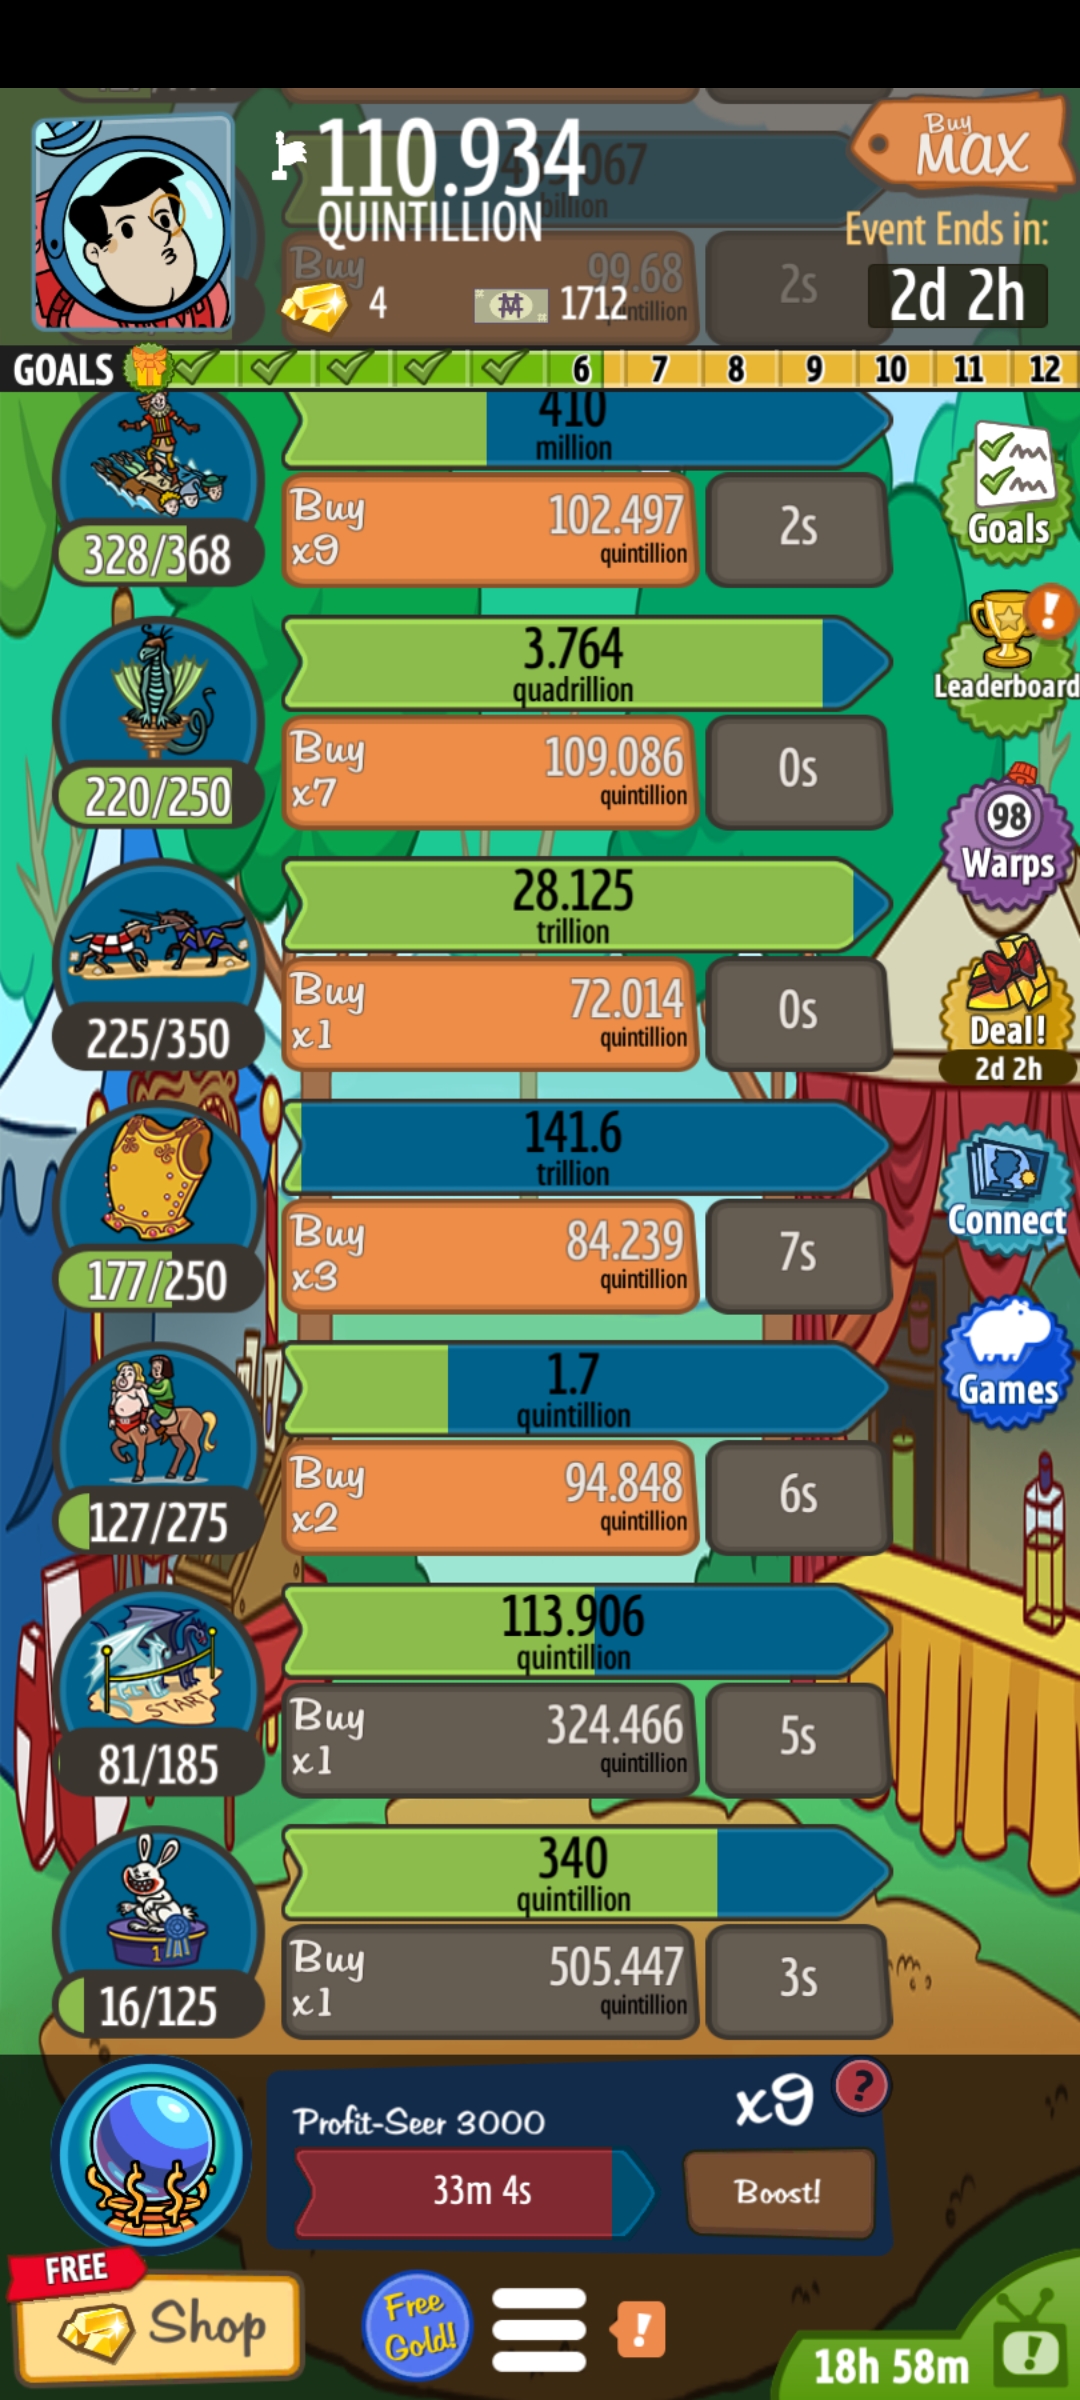 110.934
QUINTILLION
4
1712
Buy
MAX
Event Ends in:
2d 2h
067
billion
Buy
99.68
quintillion
2s
GOALS
6 7 8 9 10 11 12
410
million
Buy
x9
102.497
quintillion
2s
328/368
Goals
3.764
quadrillion
Buy
x7
109.086
quintillion
0s
220/250
!
Leaderboard
98
Warps
28.125
trillion
Buy
x1
72.014
quintillion
0s
225/350
Deal!
2d 2h
141.6
trillion
Buy
x3
84.239
quintillion
7s
177/250
Connect
1.7
quintillion
Buy
x2
94.848
quintillion
6s
127/275
Games
113.906
quintillion
Buy
x1
324.466
quintillion
5s
START
81/185
340
quintillion
Buy
x1
505.447
quintillion
3s
1
16/125
Profit-Seer 3000
x9
?
33m 4s
Boost!
FREE
Shop
Free
Gold!
!
18h 58m
!